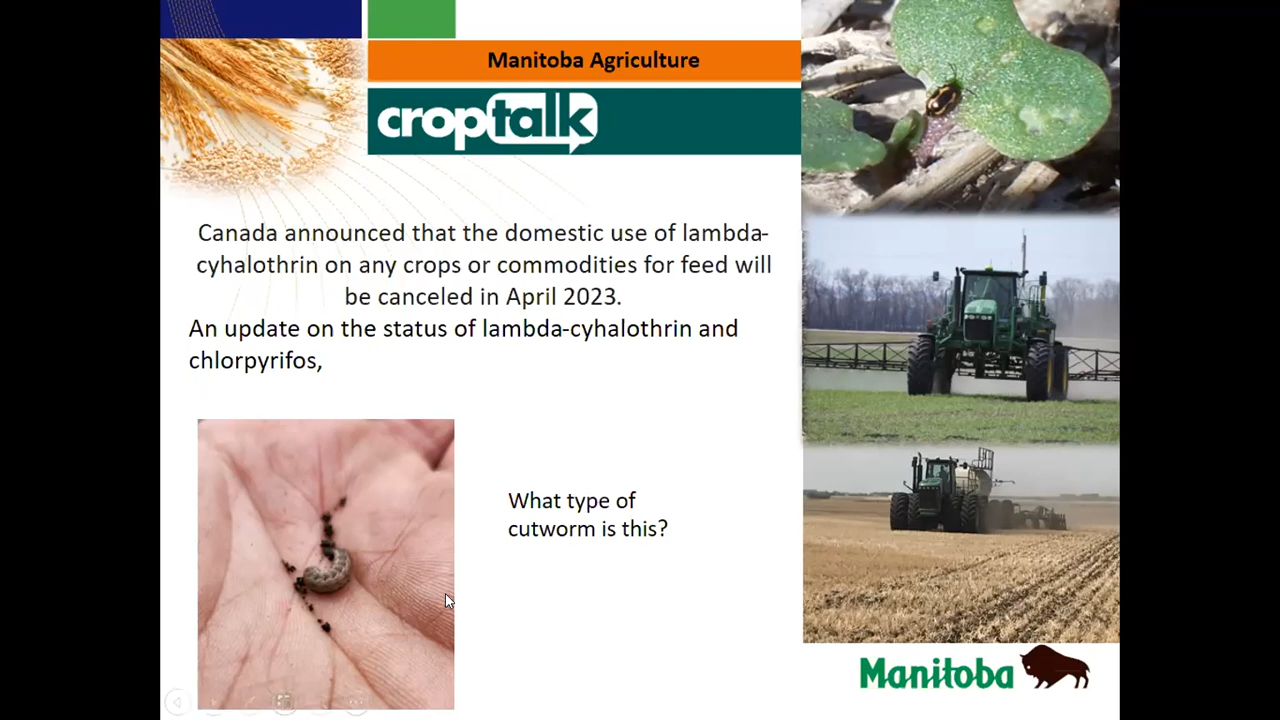 Manitoba Agriculture
croptalk
Canada announced that the domestic use of lambda-
cyhalothrin on any crops or commodities for feed will
be canceled in April 2023.
An update on the status of lambda-cyhalothrin and
chlorpyrifos,
What type of
cutworm is this?
Manitoba